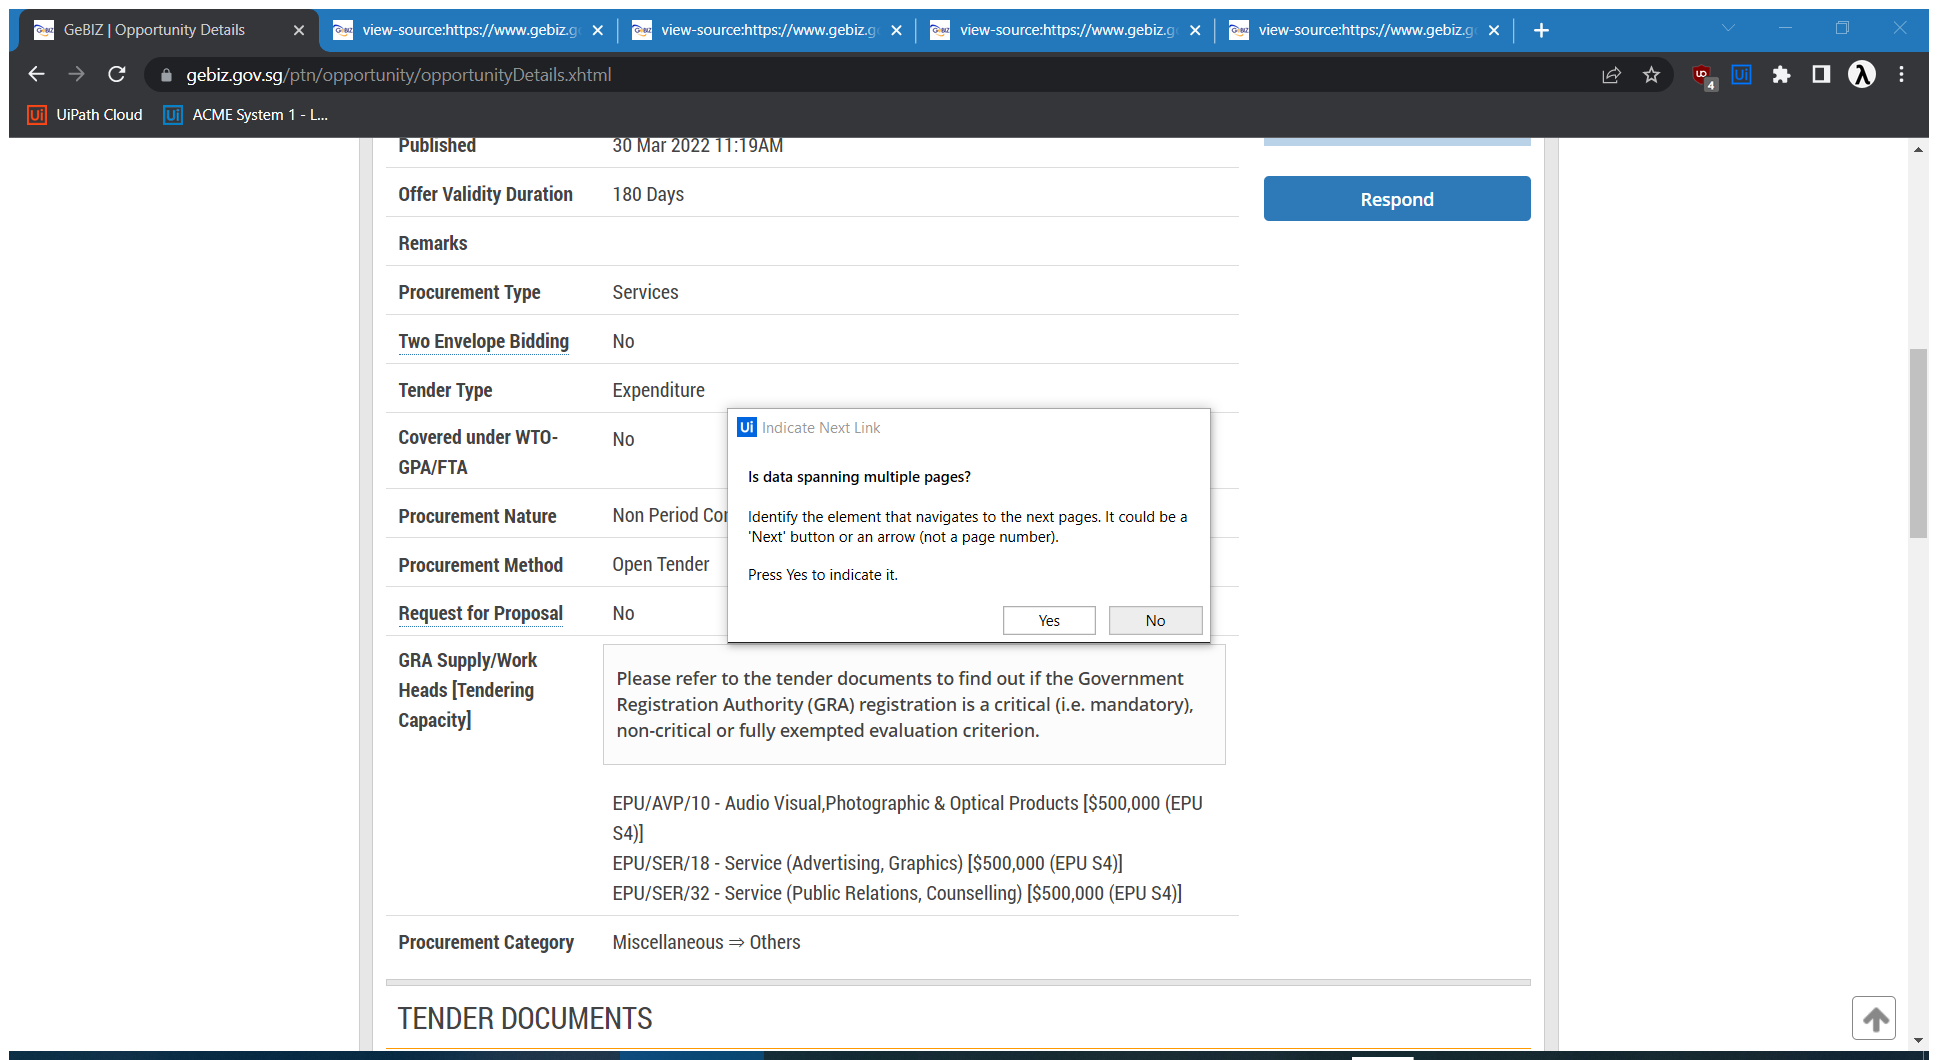 GeBIZ | Opportunity Details
view-source:https://www.gebiz.g
view-source:https://www.gebiz.g
view-source:https://www.gebiz.g
view-source:https://www.gebiz.g
gebiz.gov.sg/ptn/opportunity/opportunityDetails.xhtml
4
UiPath Cloud
ACME System 1 - L...
Published 30 Mar 2022 11:19AM
Offer Validity Duration 180 Days
Respond
Remarks
Procurement Type Services
Two Envelope Bidding No
Tender Type Expenditure
Covered under WTO-
GPA/FTA
No
Procurement Nature Non Period Con
Procurement Method Open Tender
Request for Proposal No
Ui Indicate Next Link
Is data spanning multiple pages?
Identify the element that navigates to the next pages. It could be a
'Next' button or an arrow (not a page number).
Press Yes to indicate it.
Yes No
GRA Supply/Work
Heads [Tendering
Capacity]
Please refer to the tender documents to find out if the Government
Registration Authority (GRA) registration is a critical (i.e. mandatory),
non-critical or fully exempted evaluation criterion.
EPU/AVP/10 - Audio Visual,Photographic & Optical Products [$500,000 (EPU
S4)]
EPU/SER/18 - Service (Advertising, Graphics) [$500,000 (EPU S4)]
EPU/SER/32 - Service (Public Relations, Counselling) [$500,000 (EPU S4)]
Procurement Category Miscellaneous ⇒ Others
TENDER DOCUMENTS